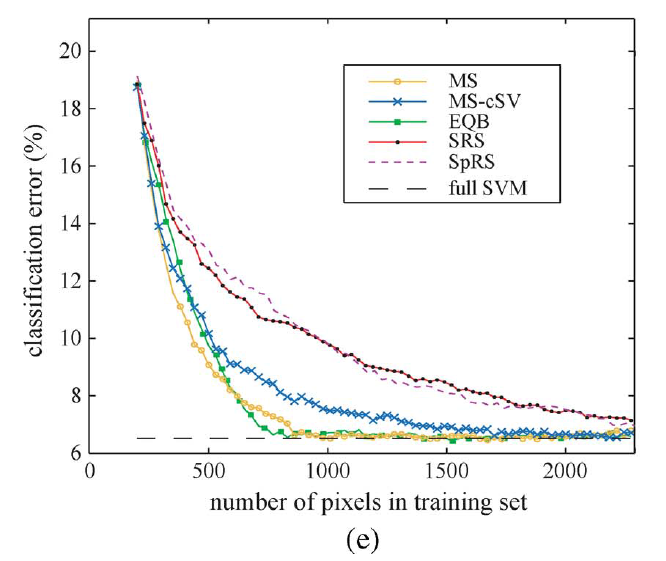 20
18
16
14
12
10
8
6
classification error (%)
MS
MS-cSV
EQB
SRS
SpRS
full SVM
0
500
1000
1500
2000
number of pixels in training set
(e)